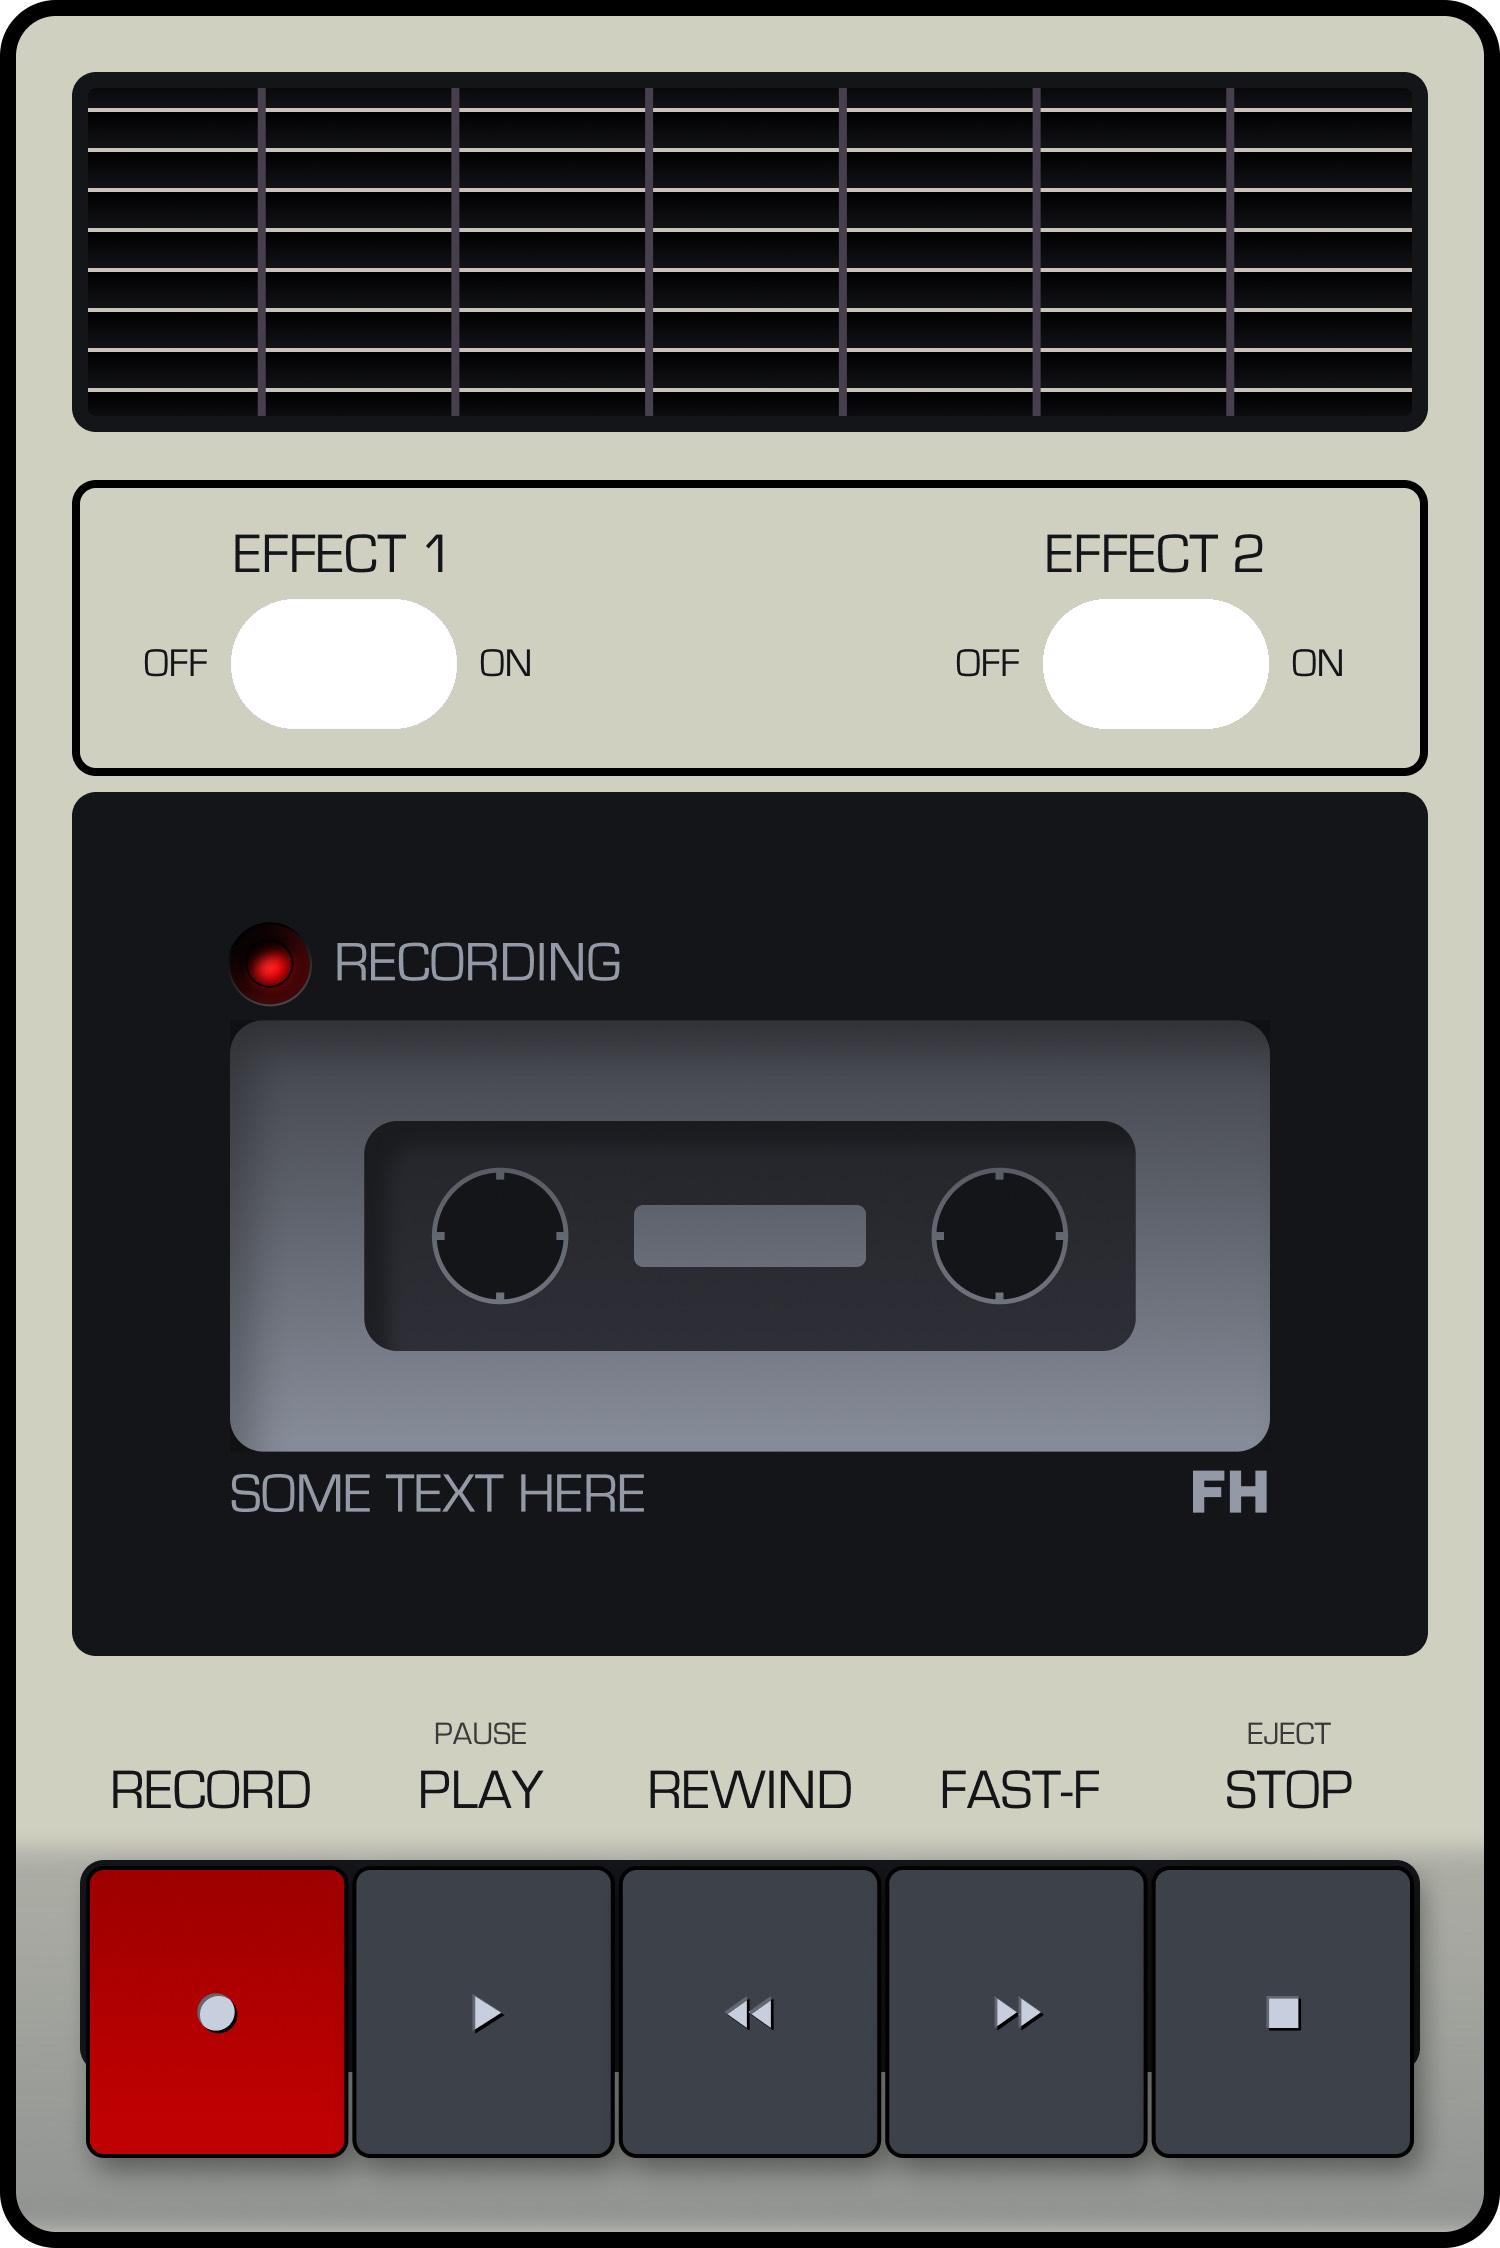 EFFECT 1 EFFECT 2
OFF ON OFF ON
RECORDING
SOME TEXT HERE FH
PAUSE EJECT
RECORD PLAY REWIND FAST-F STOP